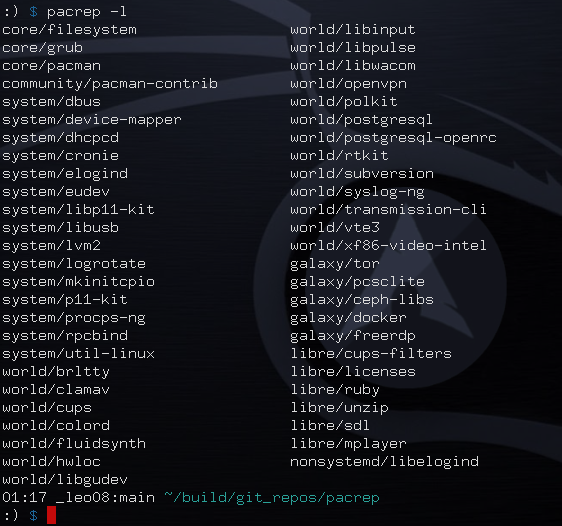 :) $ pacrep -l
core/filesystem world/libinput
core/grub world/libpulse
core/pacman world/libwacom
community/pacman-contrib world/openvpn
system/dbus world/polkit
system/device-mapper world/postgresql
system/dhcpcd world/postgresql-openrc
system/cronie world/rtkit
system/elogind world/subversion
system/eudev world/syslog-ng
system/libp11-kit world/transmission-cli
system/libusb world/vte3
system/lvm2 world/xf86-video-intel
system/logrotate galaxy/tor
system/mkinitcpio galaxy/pcsclite
system/p11-kit galaxy/ceph-libs
system/procps-ng galaxy/docker
system/rpcbind galaxy/freerdp
system/util-linux libre/cups-filters
world/brltty libre/licenses
world/clamav libre/ruby
world/cups libre/unzip
world/colord libre/sdl
world/fluidsynth libre/mplayer
world/hwloc nonsystemd/libelogind
world/libgudev
01:17 _leo08:main ~/build/git_repos/pacrep
:) $